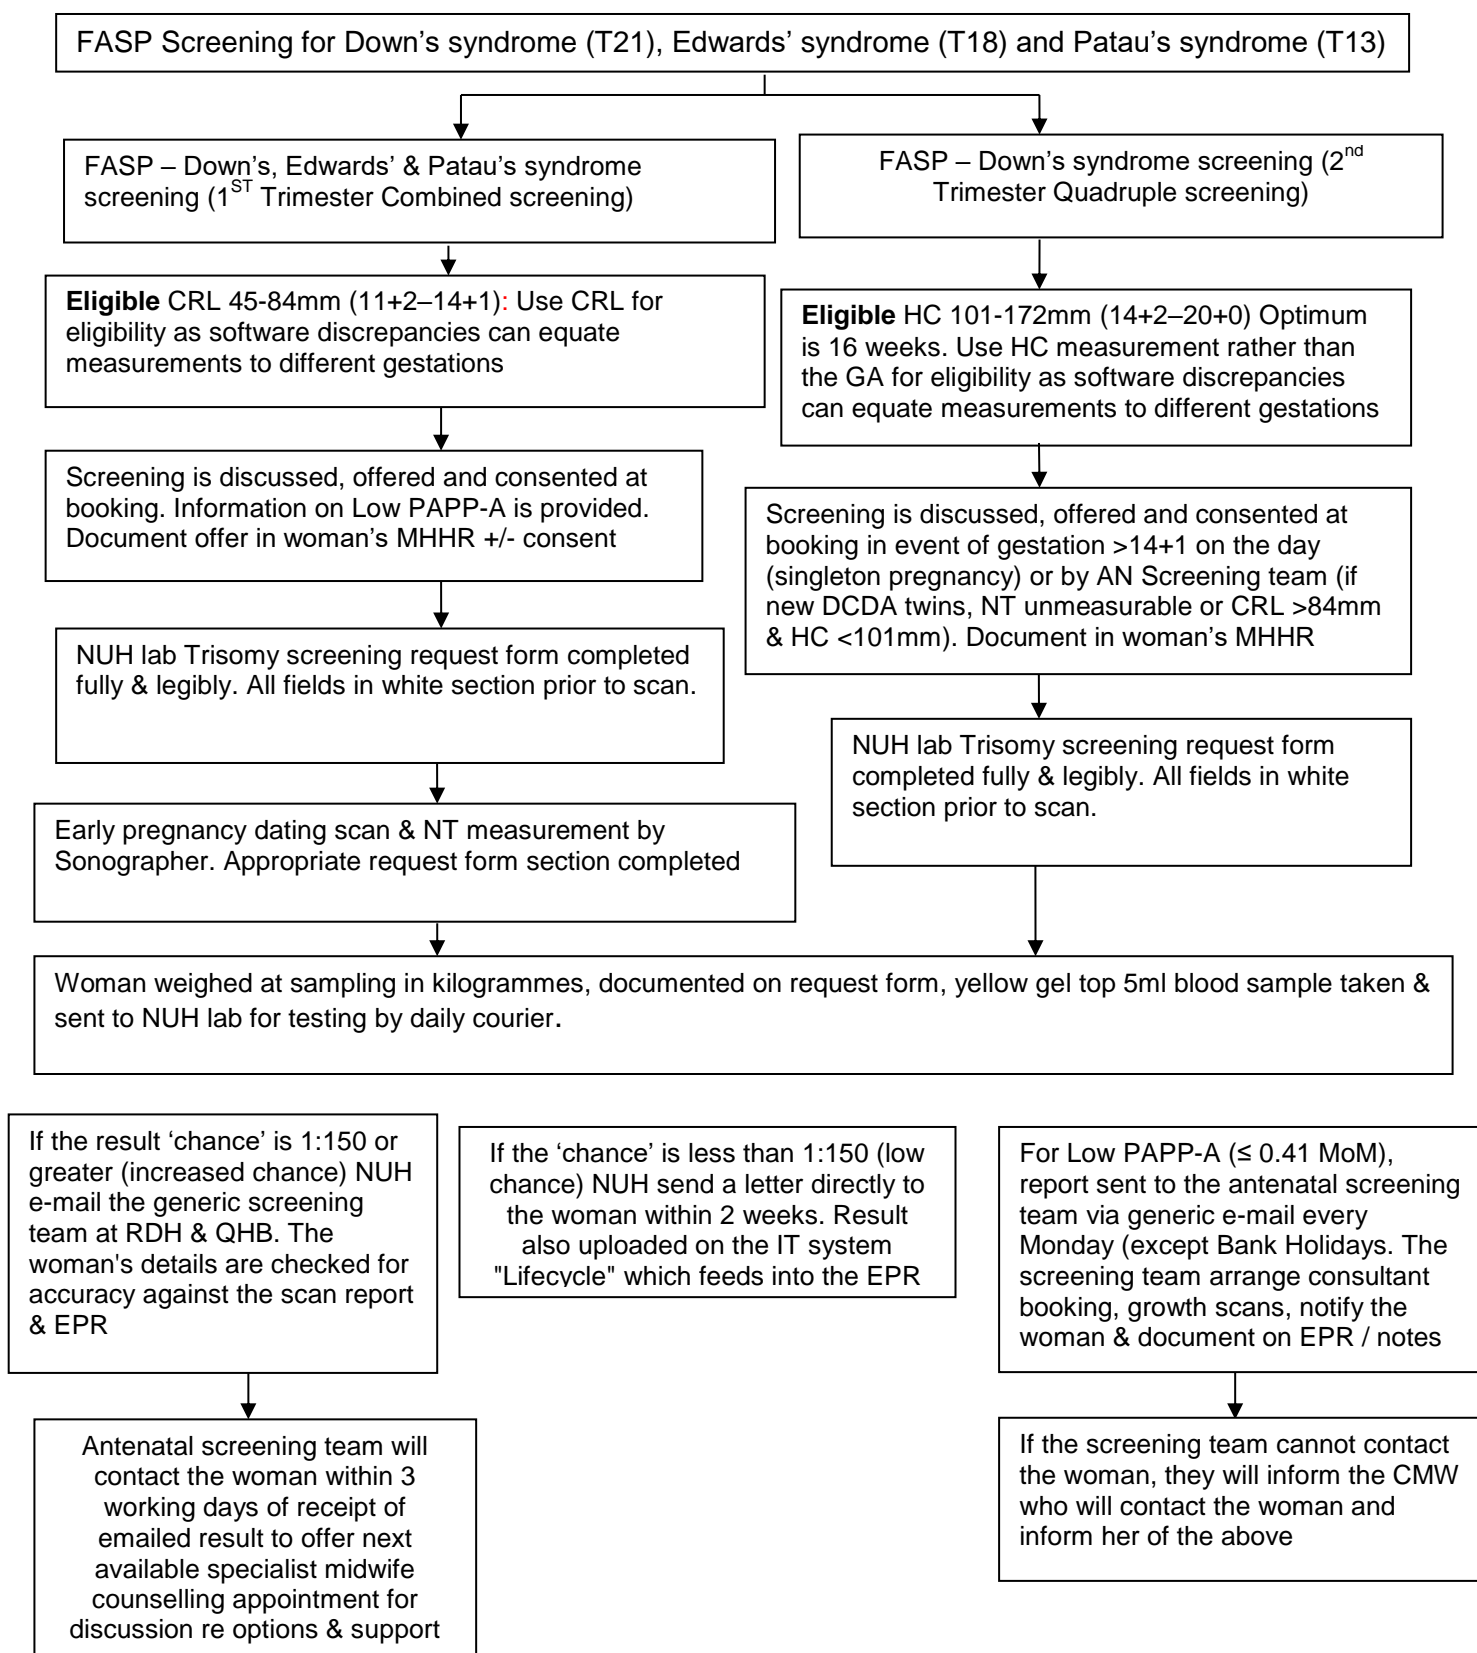 FASP Screening for Down’s syndrome (T21), Edwards’ syndrome (T18) and Patau’s syndrome (T13)
FASP – Down’s, Edwards’ & Patau’s syndrome
screening (1ST Trimester Combined screening)
FASP – Down’s syndrome screening (2nd
Trimester Quadruple screening)
Eligible CRL 45-84mm (11+2–14+1): Use CRL for
eligibility as software discrepancies can equate
measurements to different gestations
Eligible HC 101-172mm (14+2–20+0) Optimum
is 16 weeks. Use HC measurement rather than
the GA for eligibility as software discrepancies
can equate measurements to different gestations
Screening is discussed, offered and consented at
booking. Information on Low PAPP-A is provided.
Document offer in woman’s MHHR +/- consent
Screening is discussed, offered and consented at
booking in event of gestation >14+1 on the day
(singleton pregnancy) or by AN Screening team (if
new DCDA twins, NT unmeasurable or CRL >84mm
& HC <101mm). Document in woman’s MHHR
NUH lab Trisomy screening request form completed
fully & legibly. All fields in white section prior to scan.
NUH lab Trisomy screening request form
completed fully & legibly. All fields in white
section prior to scan.
Early pregnancy dating scan & NT measurement by
Sonographer. Appropriate request form section completed
Woman weighed at sampling in kilogrammes, documented on request form, yellow gel top 5ml blood sample taken &
sent to NUH lab for testing by daily courier.
If the result ‘chance’ is 1:150 or
greater (increased chance) NUH
e-mail the generic screening
team at RDH & QHB. The
woman's details are checked for
accuracy against the scan report
& EPR
If the ‘chance’ is less than 1:150 (low
chance) NUH send a letter directly to
the woman within 2 weeks. Result
also uploaded on the IT system
"Lifecycle" which feeds into the EPR
For Low PAPP-A (≤ 0.41 MoM),
report sent to the antenatal screening
team via generic e-mail every
Monday (except Bank Holidays. The
screening team arrange consultant
booking, growth scans, notify the
woman & document on EPR / notes
Antenatal screening team will
contact the woman within 3
working days of receipt of
emailed result to offer next
available specialist midwife
counselling appointment for
discussion re options & support
If the screening team cannot contact
the woman, they will inform the CMW
who will contact the woman and
inform her of the above